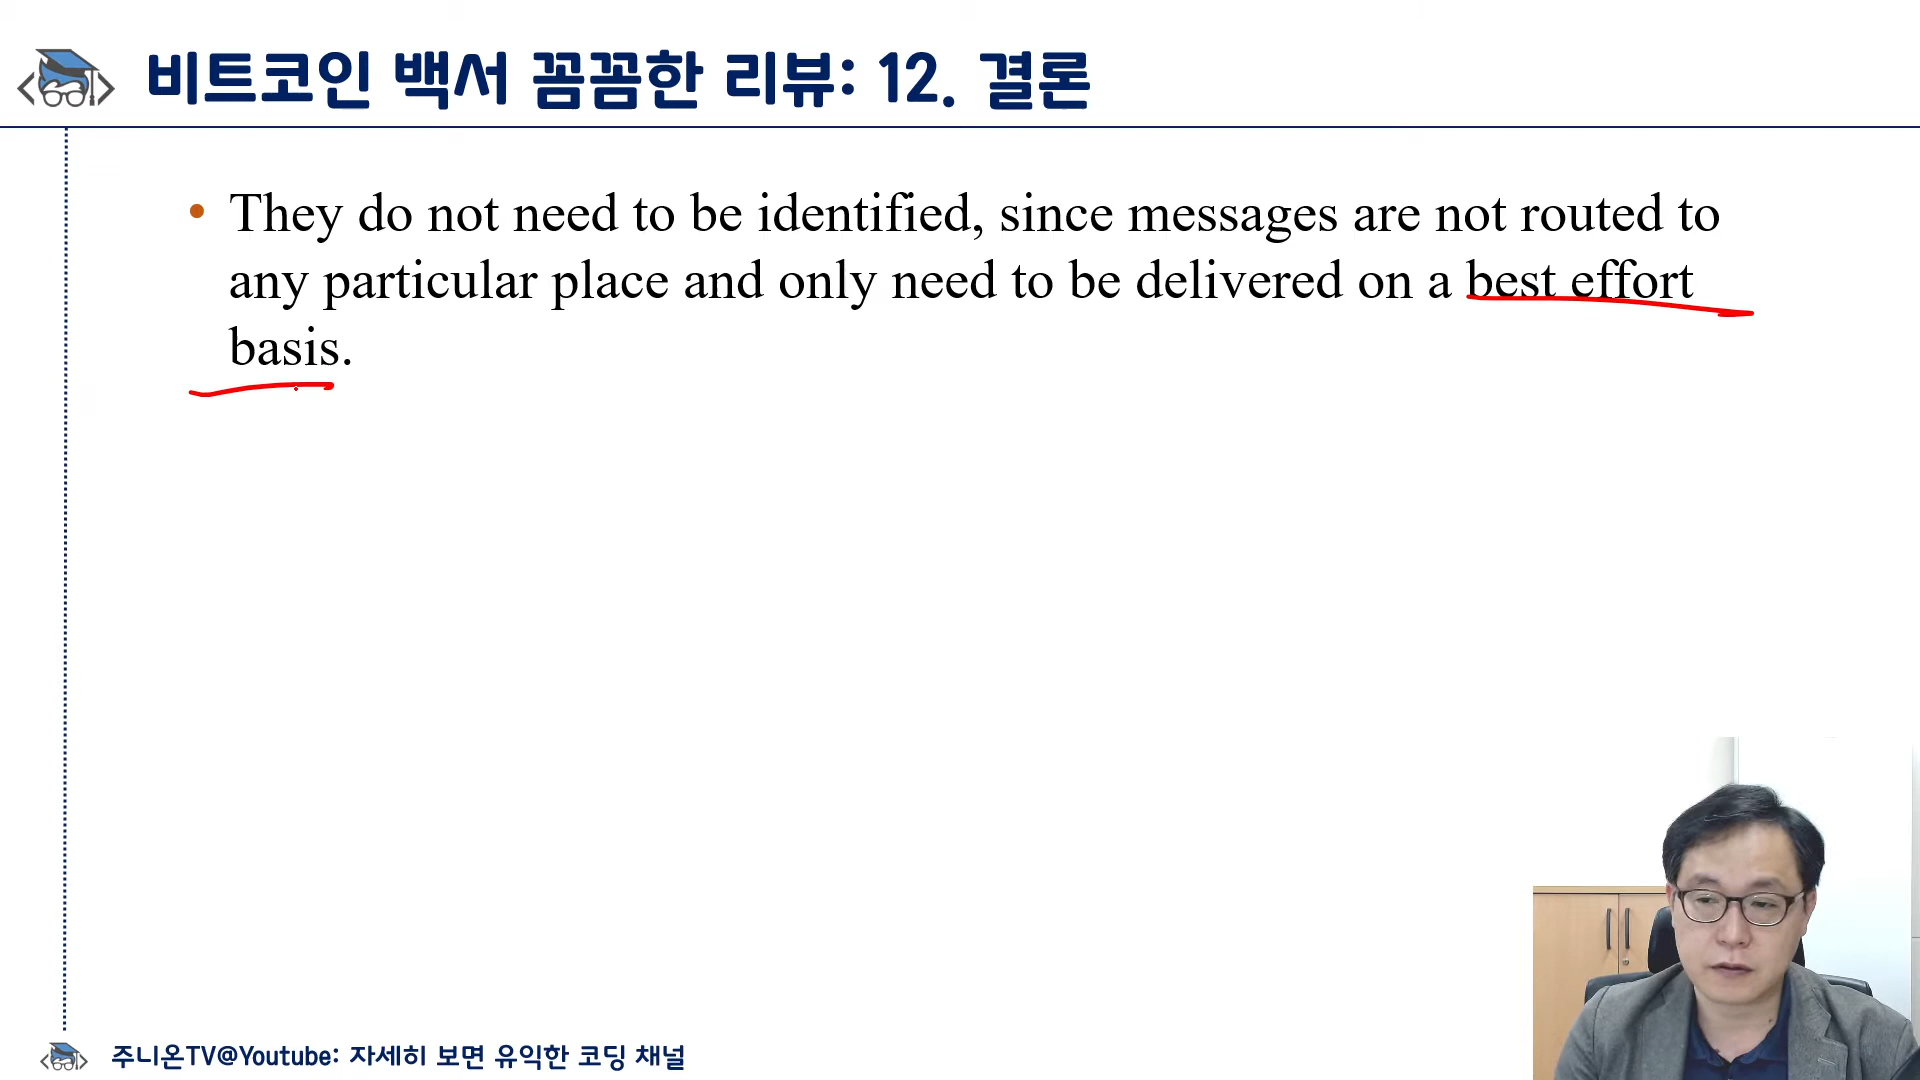 비트코인 백서 꼼꼼한 리뷰: 12. 결론
• They do not need to be identified, since messages are not routed to
any particular place and only need to be delivered on a best effort
basis.
주니온TV@Youtube: 자세히 보면 유익한 코딩 채널